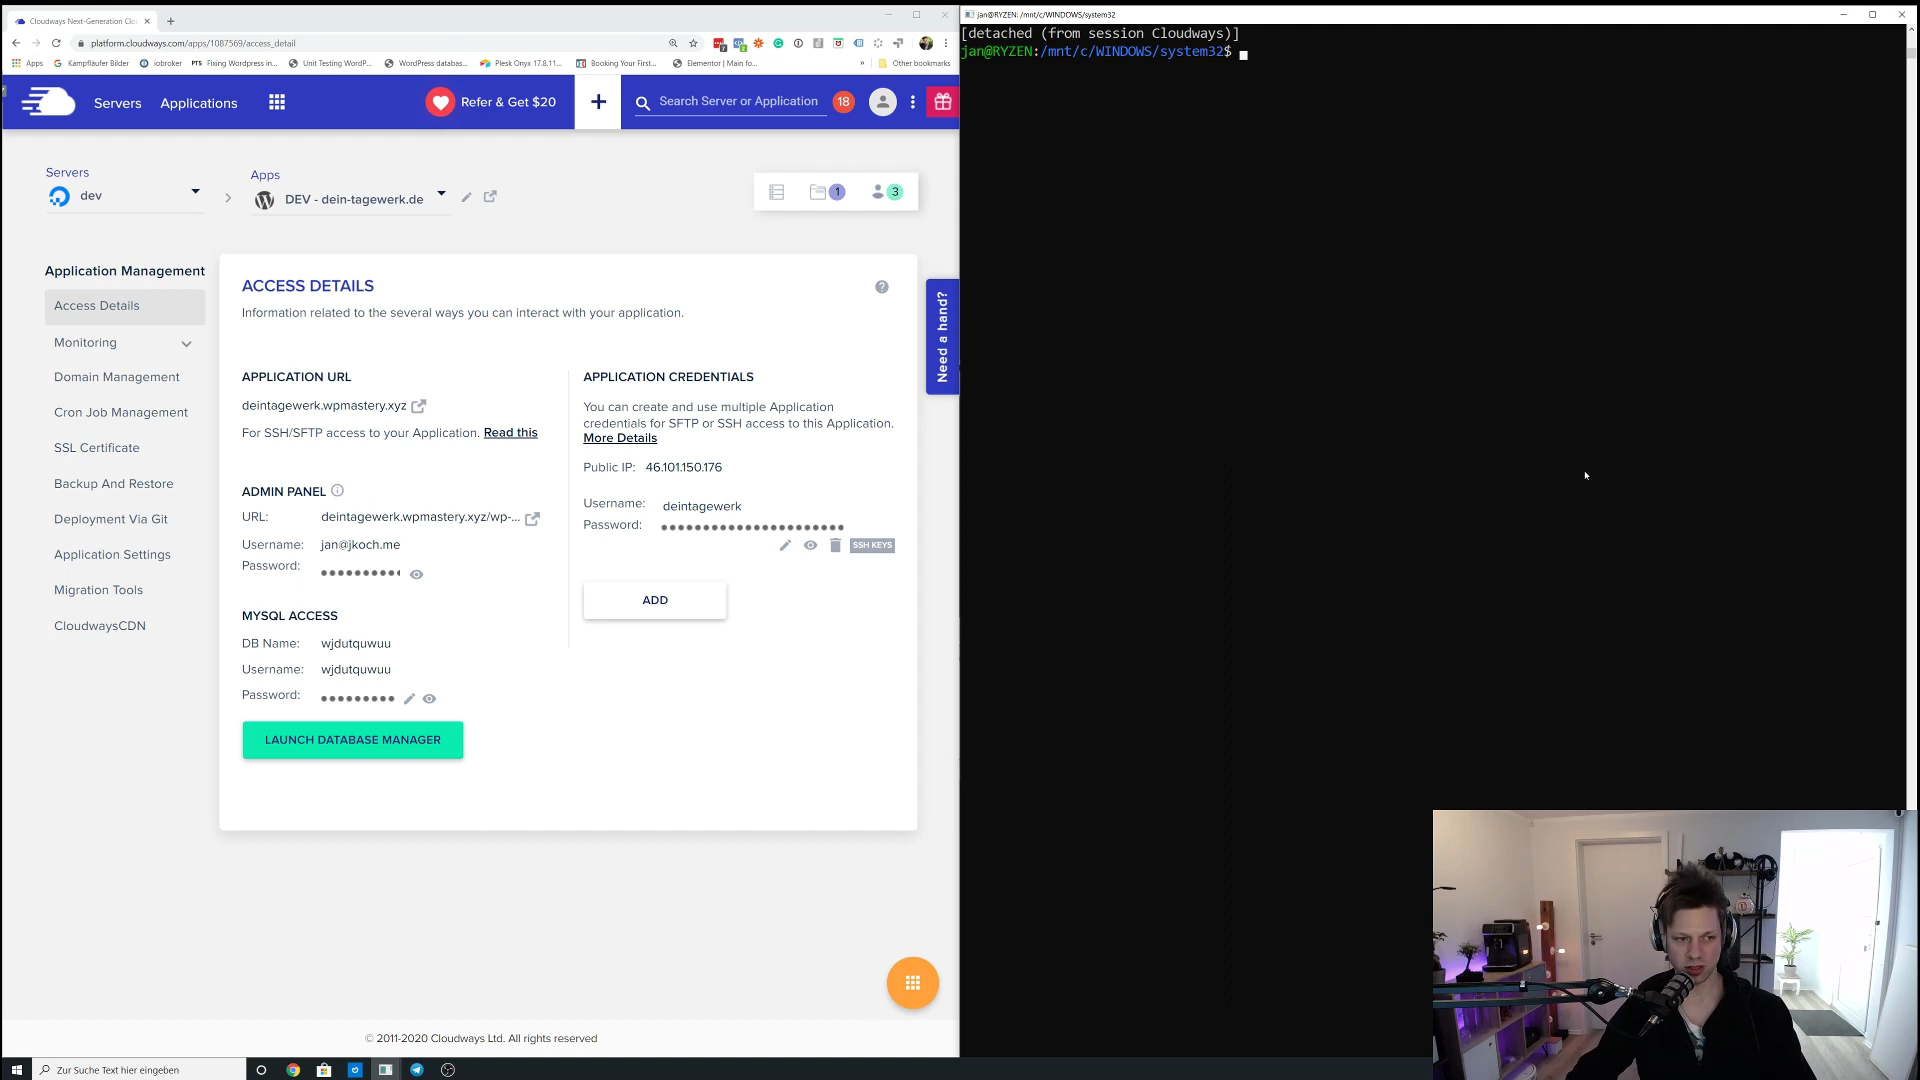 Cloudways Next-Generation Clo
platform.cloudways.com/apps/1087569/access_detail
Apps
Kampfläufer Bilder
iobroker
PTS Fixing Wordpress in...
Unit Testing WordP...
WordPress databas...
Plesk Onyx 17.8.11...
Booking Your First...
Elementor | Main fo...
»
Other bookmarks
Servers
Applications
Refer & Get $20
+
Search Server or Application
18
Servers
dev
Apps
DEV - dein-tagewerk.de
1
3
Application Management
Access Details
Monitoring
Domain Management
Cron Job Management
SSL Certificate
Backup And Restore
Deployment Via Git
Application Settings
Migration Tools
CloudwaysCDN
ACCESS DETAILS
Information related to the several ways you can interact with your application.
APPLICATION URL
deintagewerk.wpmastery.xyz
For SSH/SFTP access to your Application. Read this
ADMIN PANEL
URL: deintagewerk.wpmastery.xyz/wp-...
Username: jan@jkoch.me
Password:
MYSQL ACCESS
DB Name: wjdutquwuu
Username: wjdutquwuu
Password:
LAUNCH DATABASE MANAGER
APPLICATION CREDENTIALS
You can create and use multiple Application
credentials for SFTP or SSH access to this Application.
More Details
Public IP: 46.101.150.176
Username: deintagewerk
Password:
SSH KEYS
ADD
Need a hand?
© 2011-2020 Cloudways Ltd. All rights reserved
Zur Suche Text hier eingeben
jan@RYZEN: /mnt/c/WINDOWS/system32
[detached (from session Cloudways)]
jan@RYZEN:/mnt/c/WINDOWS/system32$